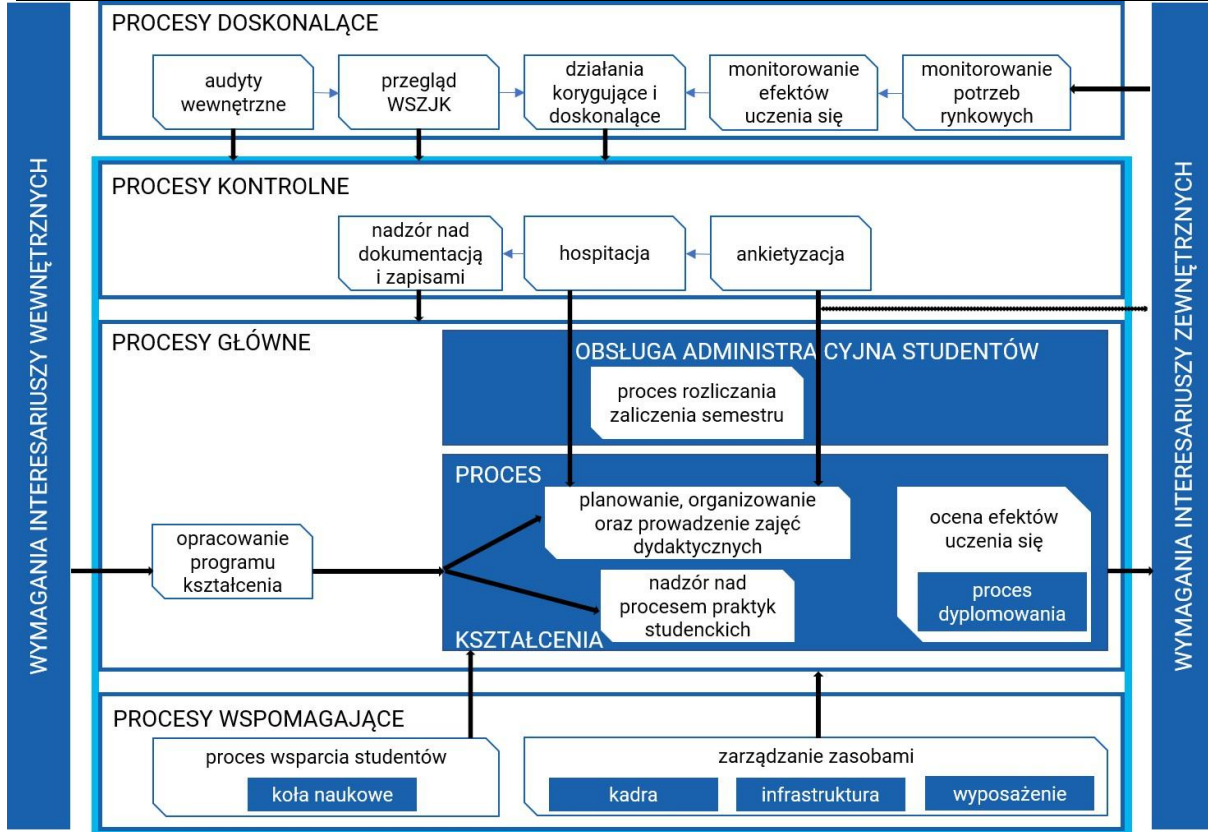 WYMAGANIA INTERESARIUSZY WEWNĘTRZNYCH
PROCESY DOSKONALĄCE
audyty
wewnętrzne
przegląd
WSZJK
działania
korygujące i
doskonalące
monitorowanie
efektów
uczenia się
monitorowanie
potrzeb
rynkowych
PROCESY KONTROLNE
nadzór nad
dokumentacją
i zapisami
hospitacja
ankietyzacja
PROCESY GŁÓWNE
OBSŁUGA ADMINISTRACYJNA STUDENTÓW
proces rozliczania
zaliczenia semestru
opracowanie
programu
kształcenia
PROCES
KSZTAŁCENIA
planowanie, organizowanie
oraz prowadzenie zajęć
dydaktycznych
nadzór nad
procesem praktyk
studenckich
ocena efektów
uczenia się
proces
dyplomowania
PROCESY WSPOMAGAJĄCE
proces wsparcia studentów
koła naukowe
zarządzanie zasobami
kadra
infrastruktura
wyposażenie
WYMAGANIA INTERESARIUSZY ZEWNĘTRZNYCH